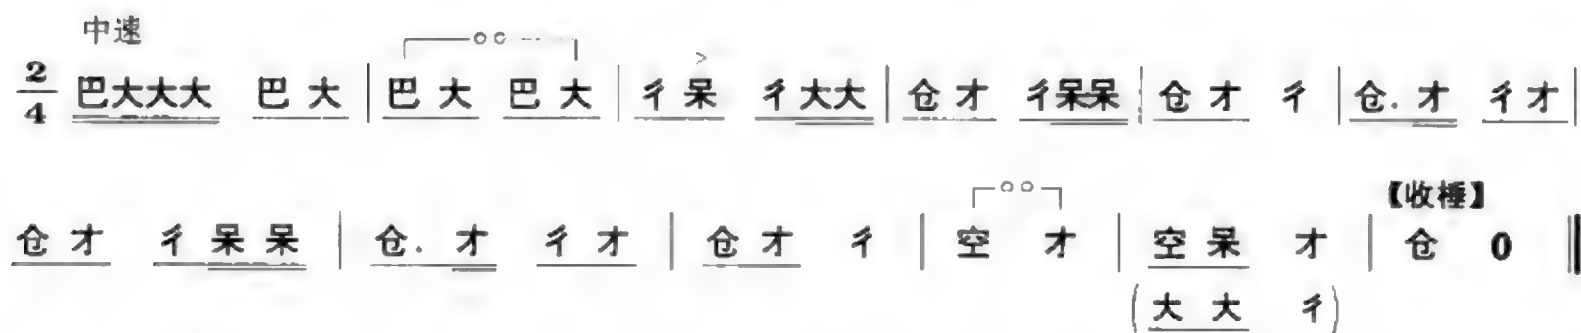 中速
2/4 巴大大大 巴大 | 巴大 巴大 | 彳呆 彳大大 | 仓才 彳呆呆 | 仓才 彳 | 仓.才 彳才 |
【收棰】
仓才 彳呆呆 | 仓.才 彳才 | 仓才 彳 | 空 才 | 空呆 才 | 仓 0 ‖
(大大 彳)